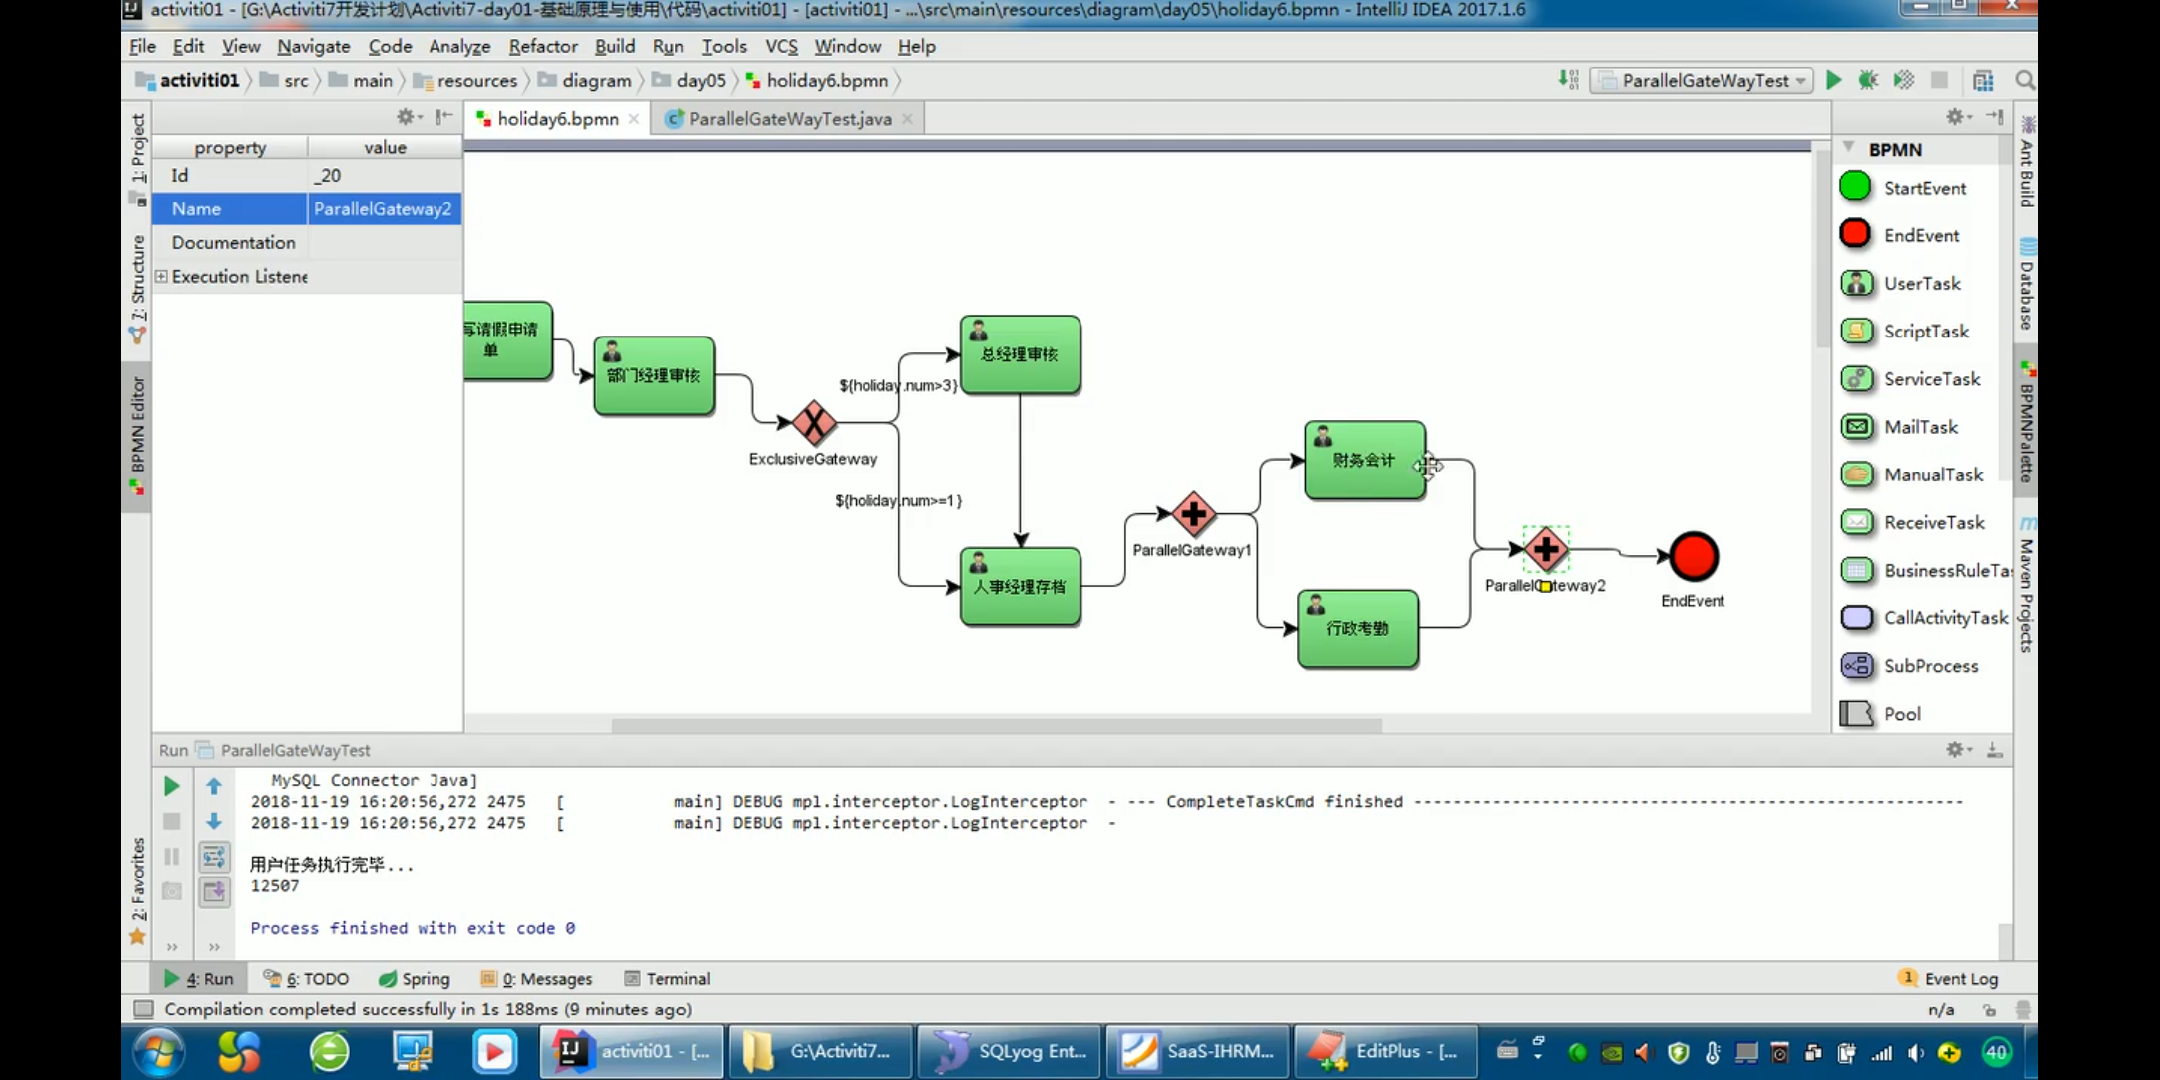 activiti01 - [G:\Activiti7开发计划\Activiti7-day01-基础原理与使用\代码\activiti01] - [activiti01] - ...\src\main\resources\diagram\day05\holiday6.bpmn - IntelliJ IDEA 2017.1.6
File Edit View Navigate Code Analyze Refactor Build Run Tools VCS Window Help
activiti01 src main resources diagram day05 holiday6.bpmn ParallelGateWayTest
holiday6.bpmn ParallelGateWayTest.java
1: Project
7: Structure
BPMN Editor
2: Favorites
property value
Id _20
Name ParallelGateway2
Documentation
Execution Listene
写请假申请
单
部门经理审核
ExclusiveGateway
${holiday.num>3}
${holiday.num>=1}
总经理审核
人事经理存档
ParallelGateway1
财务会计
行政考勤
ParallelGateway2
EndEvent
BPMN
StartEvent
EndEvent
UserTask
ScriptTask
ServiceTask
MailTask
ManualTask
ReceiveTask
BusinessRuleTas
CallActivityTask
SubProcess
Pool
Ant Build
Database
BPMNPalette
Maven Projects
Run ParallelGateWayTest
MySQL Connector Java]
2018-11-19 16:20:56,272 2475 [ main] DEBUG mpl.interceptor.LogInterceptor - --- CompleteTaskCmd finished --------------------------------------------------------
2018-11-19 16:20:56,272 2475 [ main] DEBUG mpl.interceptor.LogInterceptor -
用户任务执行完毕...
12507
Process finished with exit code 0
4: Run 6: TODO Spring 0: Messages Terminal 1 Event Log
Compilation completed successfully in 1s 188ms (9 minutes ago) n/a
activiti01 - [... G:\Activiti7... SQLyog Ent... SaaS-IHRM... EditPlus - [... 40